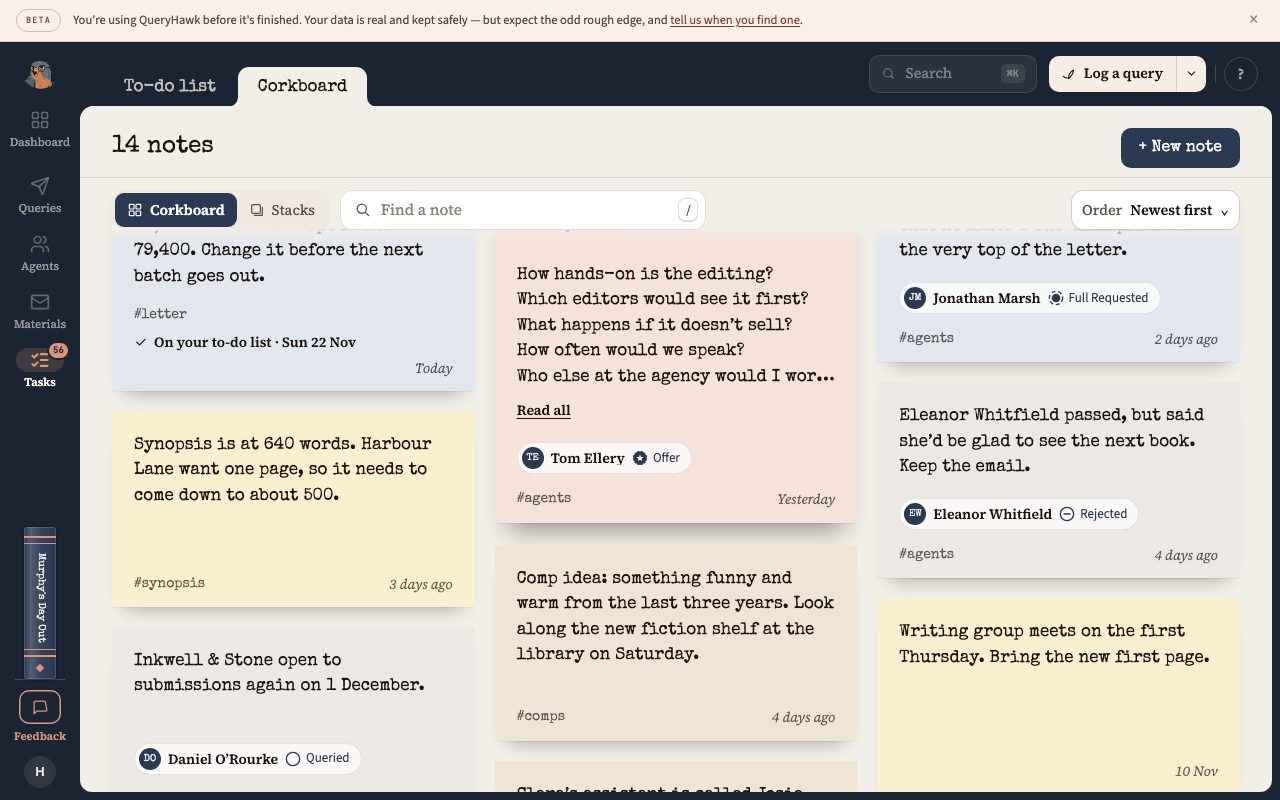 BETA
You're using QueryHawk before it's finished. Your data is real and kept safely — but expect the odd rough edge, and tell us when you find one.
×
To-do list
Corkboard
Search
⌘K
Log a query
?
Dashboard
Queries
Agents
Materials
56
Tasks
Murphy's Day Out
Feedback
H
14 notes
+ New note
Corkboard
Stacks
Find a note
/
Order Newest first
79,400. Change it before the next
batch goes out.
#letter
On your to-do list · Sun 22 Nov
Today
Synopsis is at 640 words. Harbour
Lane want one page, so it needs to
come down to about 500.
#synopsis
3 days ago
Inkwell & Stone open to
submissions again on 1 December.
DO
Daniel O'Rourke
Queried
How hands-on is the editing?
Which editors would see it first?
What happens if it doesn't sell?
How often would we speak?
Who else at the agency would I wor...
Read all
TE
Tom Ellery
Offer
#agents
Yesterday
Comp idea: something funny and
warm from the last three years. Look
along the new fiction shelf at the
library on Saturday.
#comps
4 days ago
Clara's assistant is called Josie
the very top of the letter.
JM
Jonathan Marsh
Full Requested
#agents
2 days ago
Eleanor Whitfield passed, but said
she'd be glad to see the next book.
Keep the email.
EW
Eleanor Whitfield
Rejected
#agents
4 days ago
Writing group meets on the first
Thursday. Bring the new first page.
10 Nov